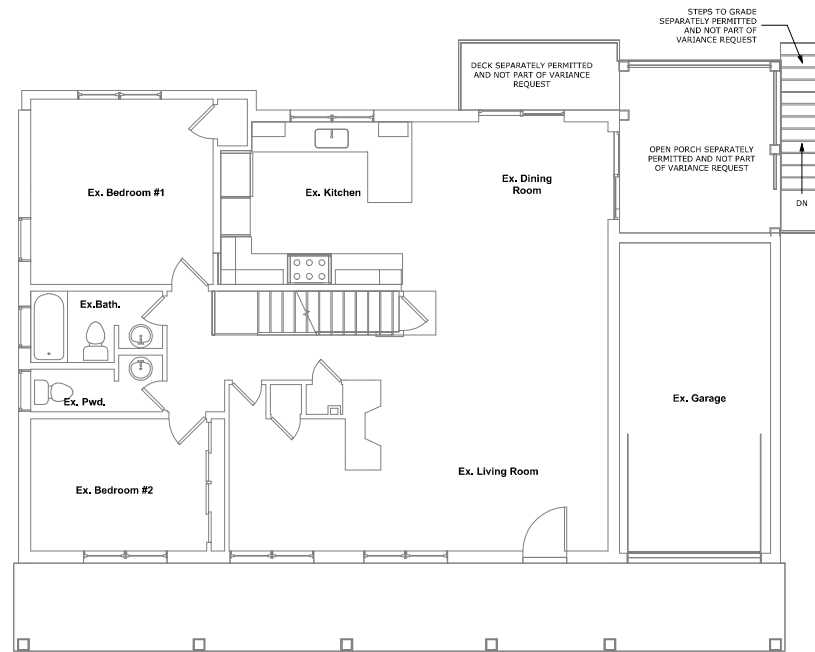 STEPS TO GRADE
SEPARATELY PERMITTED
AND NOT PART OF
VARIANCE REQUEST
DECK SEPARATELY PERMITTED
AND NOT PART OF VARIANCE
REQUEST
OPEN PORCH SEPARATELY
PERMITTED AND NOT PART
OF VARIANCE REQUEST
DN
Ex. Bedroom #1
Ex. Kitchen
Ex. Dining
Room
Ex.Bath.
Ex. Pwd.
Ex. Garage
Ex. Living Room
Ex. Bedroom #2